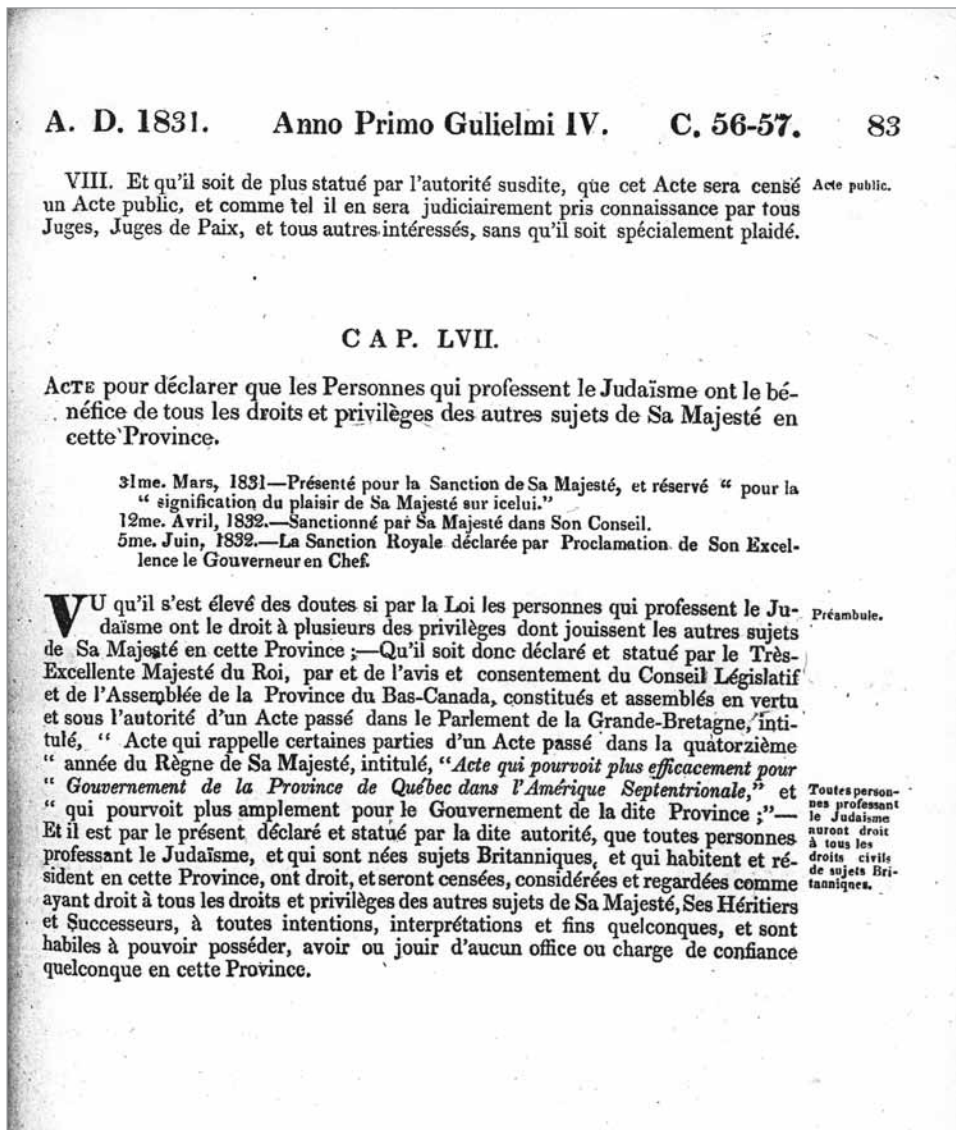 A. D. 1831. Anno Primo Gulielmi IV. C. 56-57. 83
VIII. Et qu'il soit de plus statué par l'autorité susdite, que cet Acte sera censé
un Acte public, et comme tel il en sera judiciairement pris connaissance par tous
Juges, Juges de Paix, et tous autres intéressés, sans qu'il soit spécialement plaidé.
Acte public.
CAP. LVII.
ACTE pour déclarer que les Personnes qui professent le Judaïsme ont le bé-
néfice de tous les droits et privilèges des autres sujets de Sa Majesté en
cette Province.
31me. Mars, 1831—Présenté pour la Sanction de Sa Majesté, et réservé “ pour la
“ signification du plaisir de Sa Majesté sur icelui.”
12me. Avril, 1832.—Sanctionné par Sa Majesté dans Son Conseil.
5me. Juin, 1832.—La Sanction Royale déclarée par Proclamation de Son Excel-
lence le Gouverneur en Chef.
VU qu'il s'est élevé des doutes si par la Loi les personnes qui professent le Ju-
daïsme ont le droit à plusieurs des privilèges dont jouissent les autres sujets
de Sa Majesté en cette Province ;—Qu'il soit donc déclaré et statué par le Très-
Excellente Majesté du Roi, par et de l'avis et consentement du Conseil Législatif
et de l'Assemblée de la Province du Bas-Canada, constitués et assemblés en vertu
et sous l'autorité d'un Acte passé dans le Parlement de la Grande-Bretagne, inti-
tulé, “ Acte qui rappelle certaines parties d'un Acte passé dans la quatorzième
“ année du Règne de Sa Majesté, intitulé, “Acte qui pourvoit plus efficacement pour
“ Gouvernement de la Province de Québec dans l'Amérique Septentrionale,” et
“ qui pourvoit plus amplement pour le Gouvernement de la dite Province ;”—
Et il est par le présent déclaré et statué par la dite autorité, que toutes personnes
professant le Judaïsme, et qui sont nées sujets Britanniques, et qui habitent et ré-
sident en cette Province, ont droit, et seront censées, considérées et regardées comme
ayant droit à tous les droits et privilèges des autres sujets de Sa Majesté, Ses Héritiers
et Successeurs, à toutes intentions, interprétations et fins quelconques, et sont
habiles à pouvoir posséder, avoir ou jouir d'aucun office ou charge de confiance
quelconque en cette Province.
Préambule.
Toutes person-
nes professant
le Judaisme
auront droit
à tous les
droits civils
de sujets Bri-
tanniques.